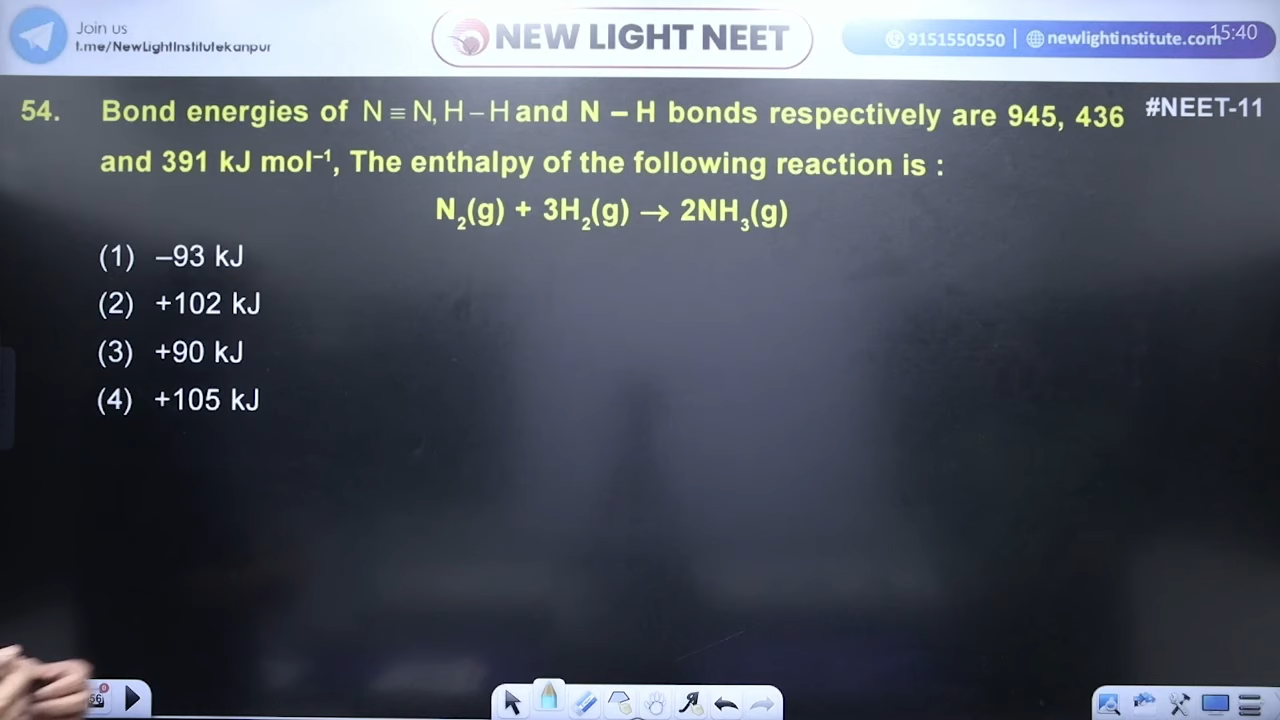 Join us
t.me/NewLightInstitutekanpur
NEW LIGHT NEET
9151550550 | newlightinstitute.com
15:40
54. Bond energies of N ≡ N, H – H and N – H bonds respectively are 945, 436 #NEET-11
and 391 kJ mol⁻¹, The enthalpy of the following reaction is :
N₂(g) + 3H₂(g) → 2NH₃(g)
(1) –93 kJ
(2) +102 kJ
(3) +90 kJ
(4) +105 kJ